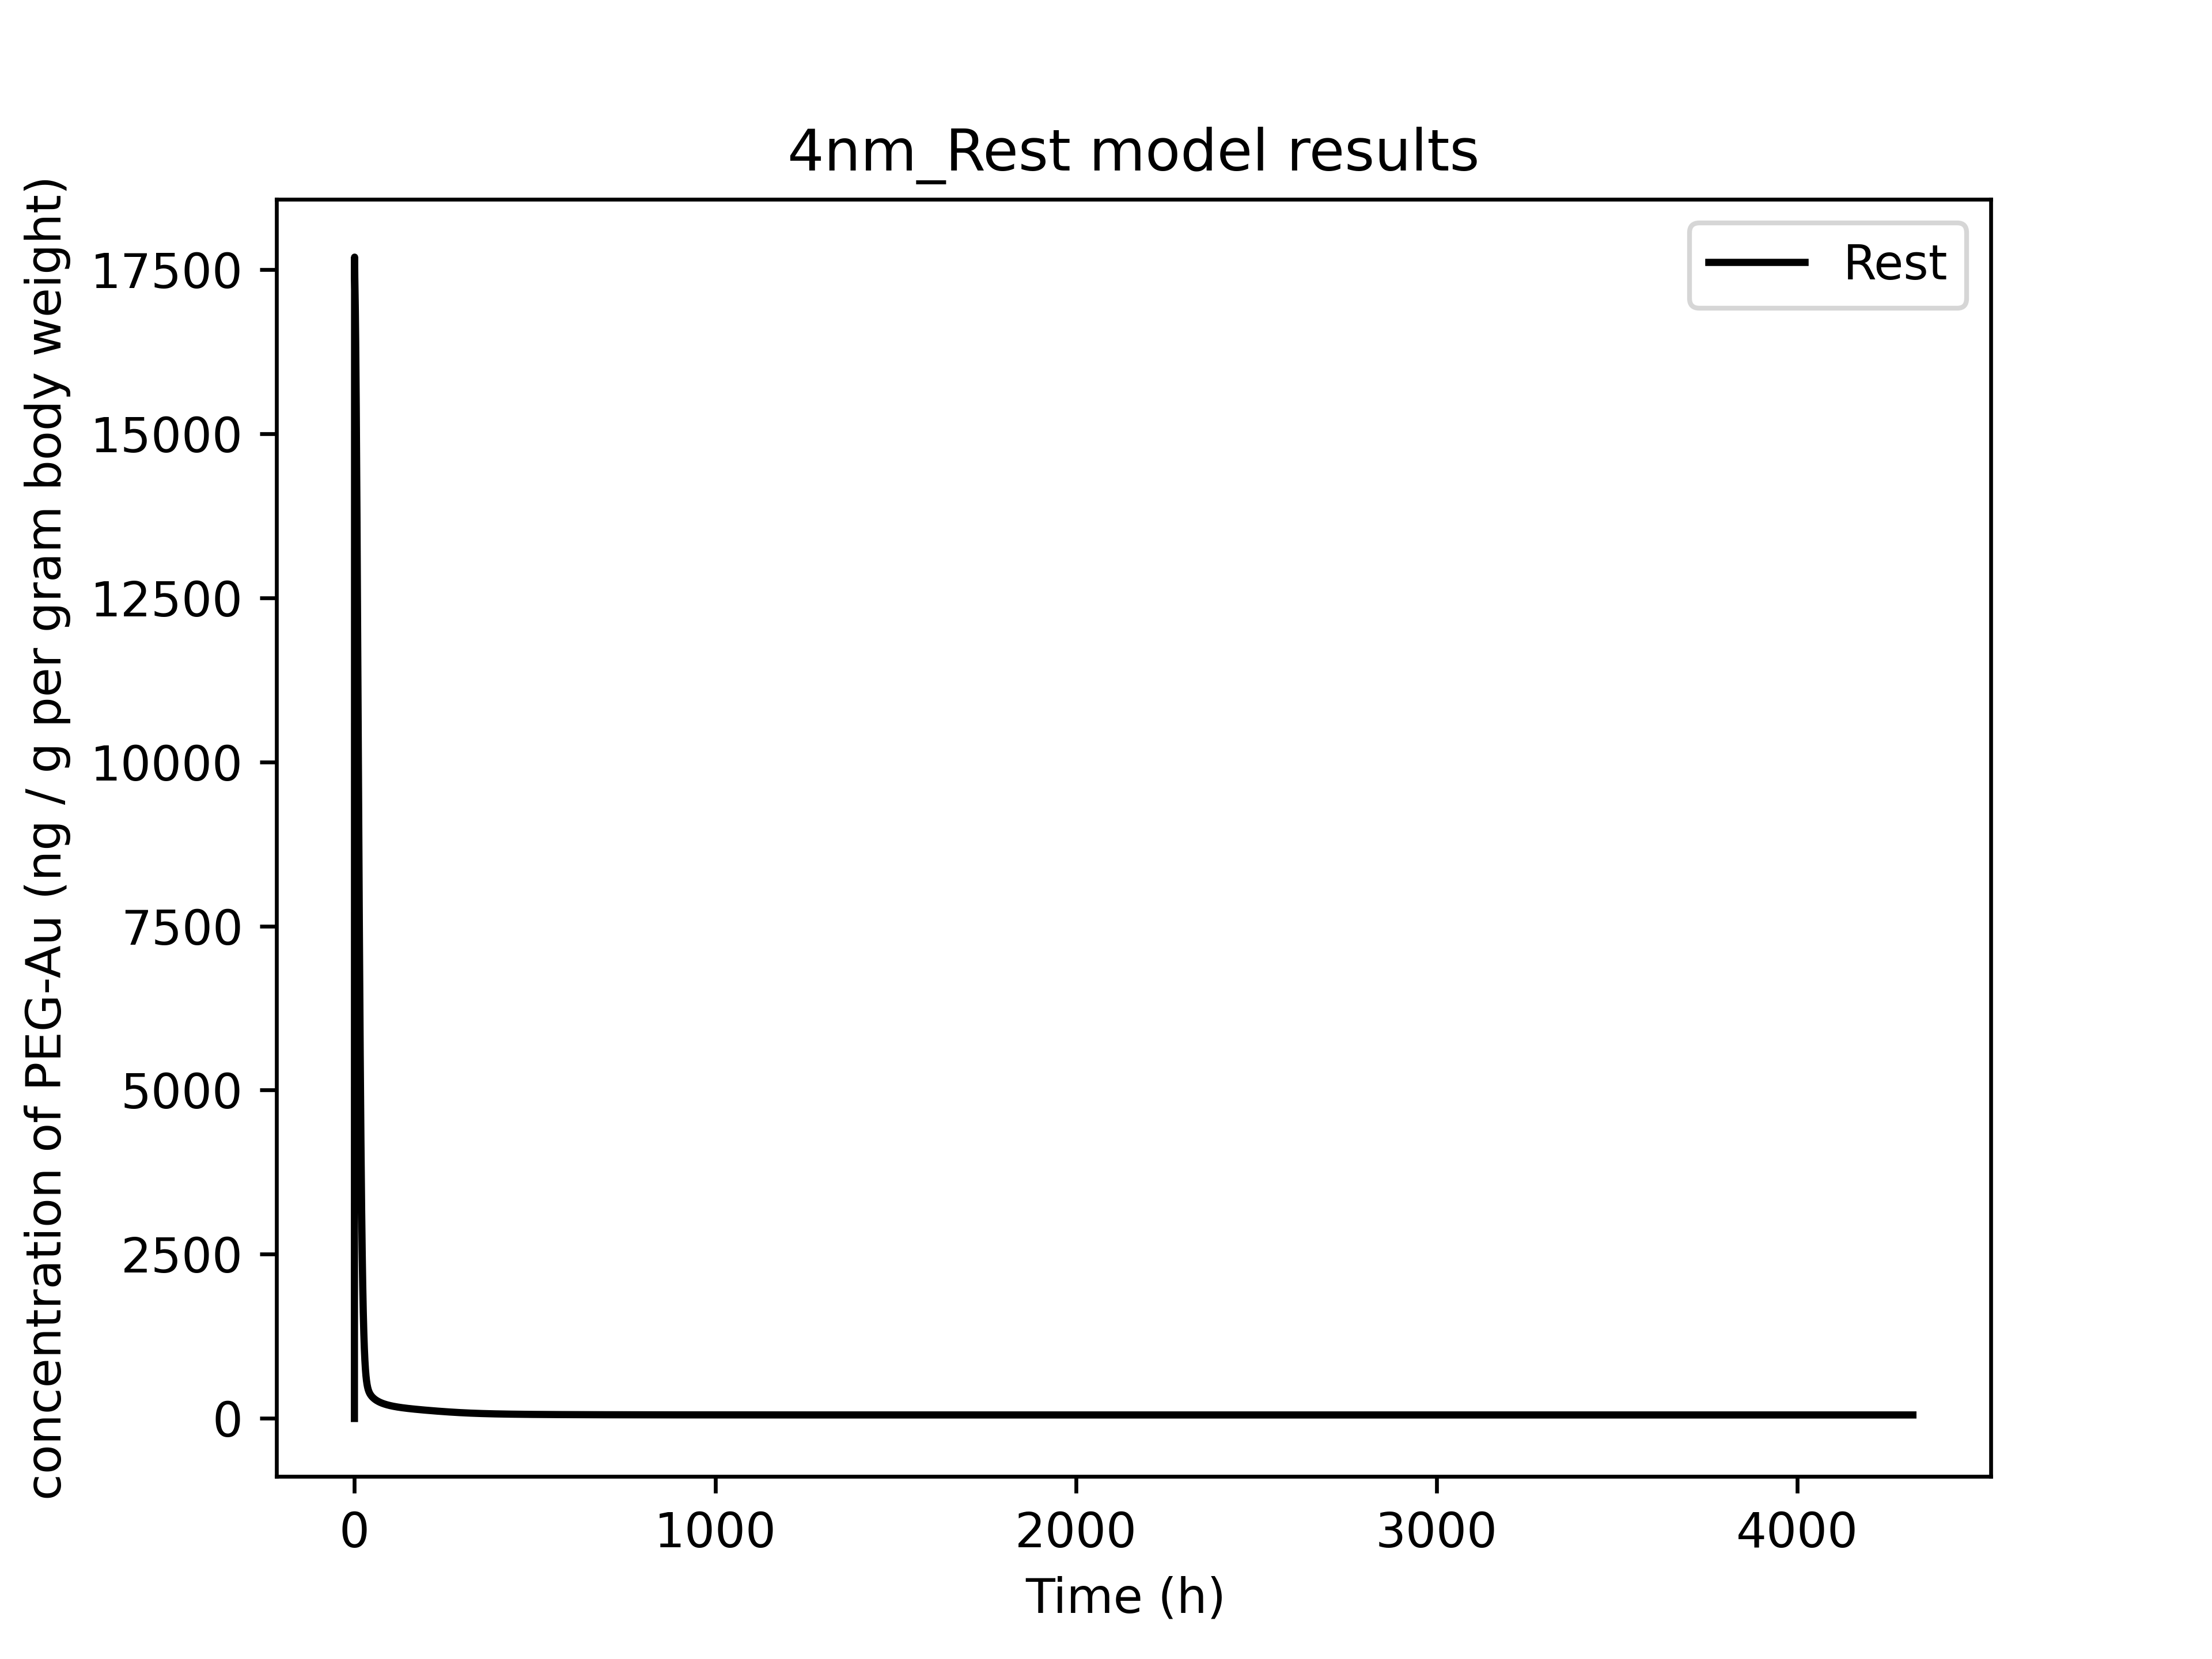 4nm_Rest model results
concentration of PEG-Au (ng / g per gram body weight)
17500
15000
12500
10000
7500
5000
2500
0
Rest
0 1000 2000 3000 4000
Time (h)